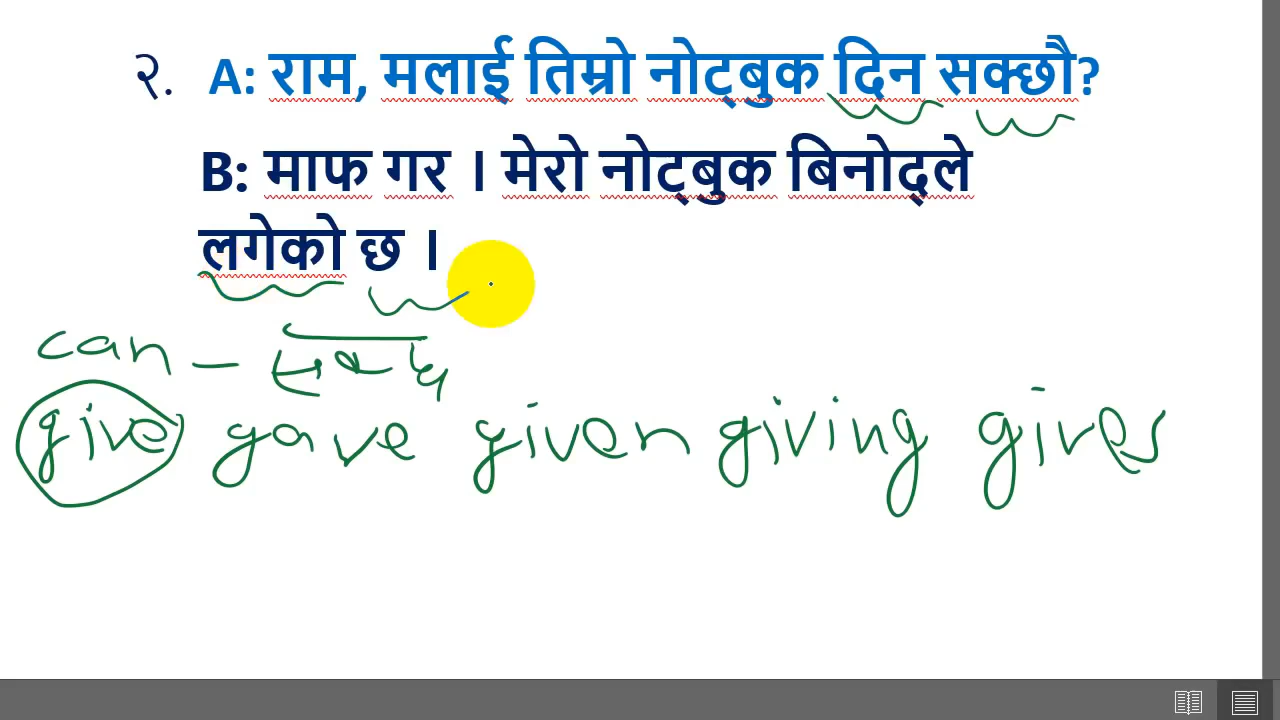 २. A: राम, मलाई तिम्रो नोट्बुक दिन सक्छौ?
B: माफ गर । मेरो नोट्बुक बिनोद्ले
लगेको छ ।
can – सक्छ
give gave given giving gives